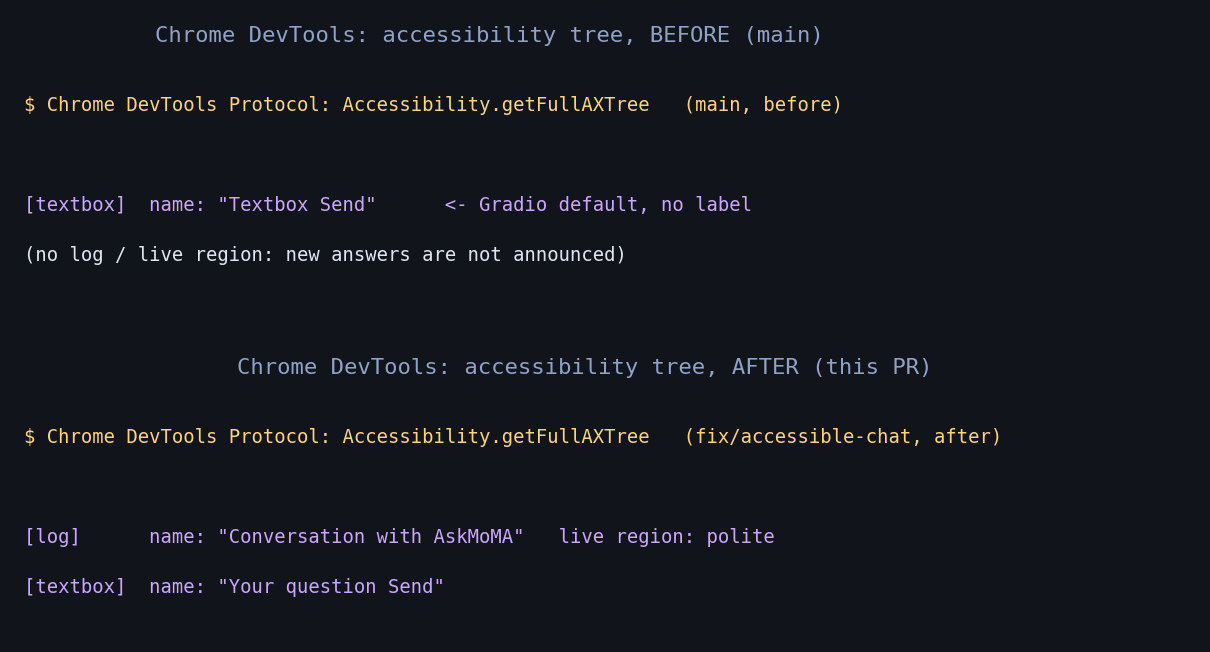 Chrome DevTools: accessibility tree, BEFORE (main)
$ Chrome DevTools Protocol: Accessibility.getFullAXTree   (main, before)
[textbox]  name: "Textbox Send"      <- Gradio default, no label
(no log / live region: new answers are not announced)
Chrome DevTools: accessibility tree, AFTER (this PR)
$ Chrome DevTools Protocol: Accessibility.getFullAXTree   (fix/accessible-chat, after)
[log]      name: "Conversation with AskMoMA"   live region: polite
[textbox]  name: "Your question Send"